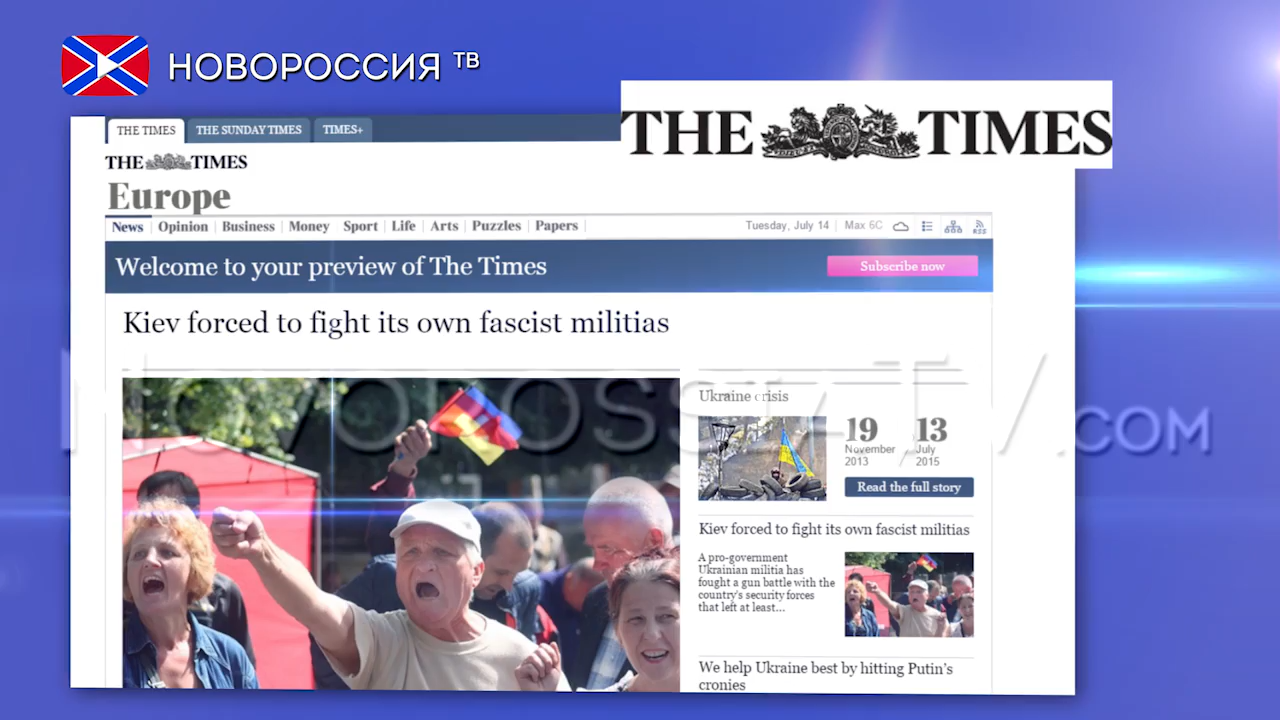 НОВОРОССИЯ ТВ
THE TIMES
THE TIMES THE SUNDAY TIMES TIMES+
THE TIMES
Europe
News Opinion Business Money Sport Life Arts Puzzles Papers
Tuesday, July 14 Max 6C
RSS
Welcome to your preview of The Times
Subscribe now
Kiev forced to fight its own fascist militias
NovorossiaTV.COM
Ukraine crisis
19 13
November July
2013 2015
Read the full story
Kiev forced to fight its own fascist militias
A pro-government
Ukrainian militia has
fought a gun battle with the
country's security forces
that left at least...
We help Ukraine best by hitting Putin's
cronies